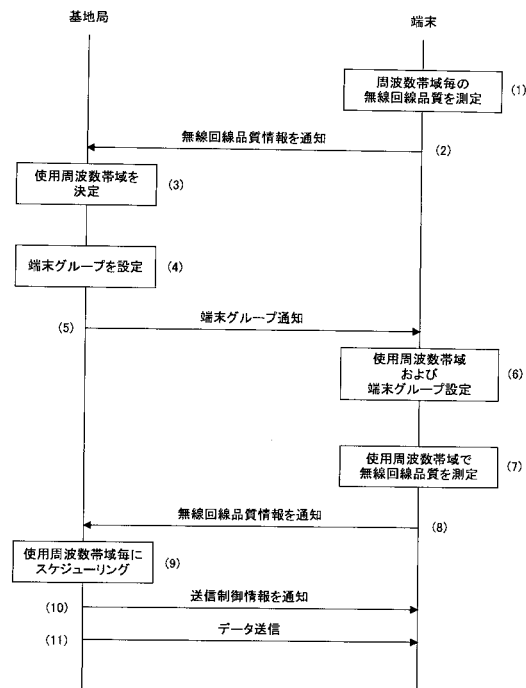 基地局
端末
周波数帯域毎の
無線回線品質を測定
(1)
無線回線品質情報を通知
(2)
使用周波数帯域を
決定
(3)
端末グループを設定
(4)
(5)
端末グループ通知
使用周波数帯域
および
端末グループ設定
(6)
使用周波数帯域で
無線回線品質を測定
(7)
無線回線品質情報を通知
(8)
使用周波数帯域毎に
スケジューリング
(9)
(10)
送信制御情報を通知
(11)
データ送信